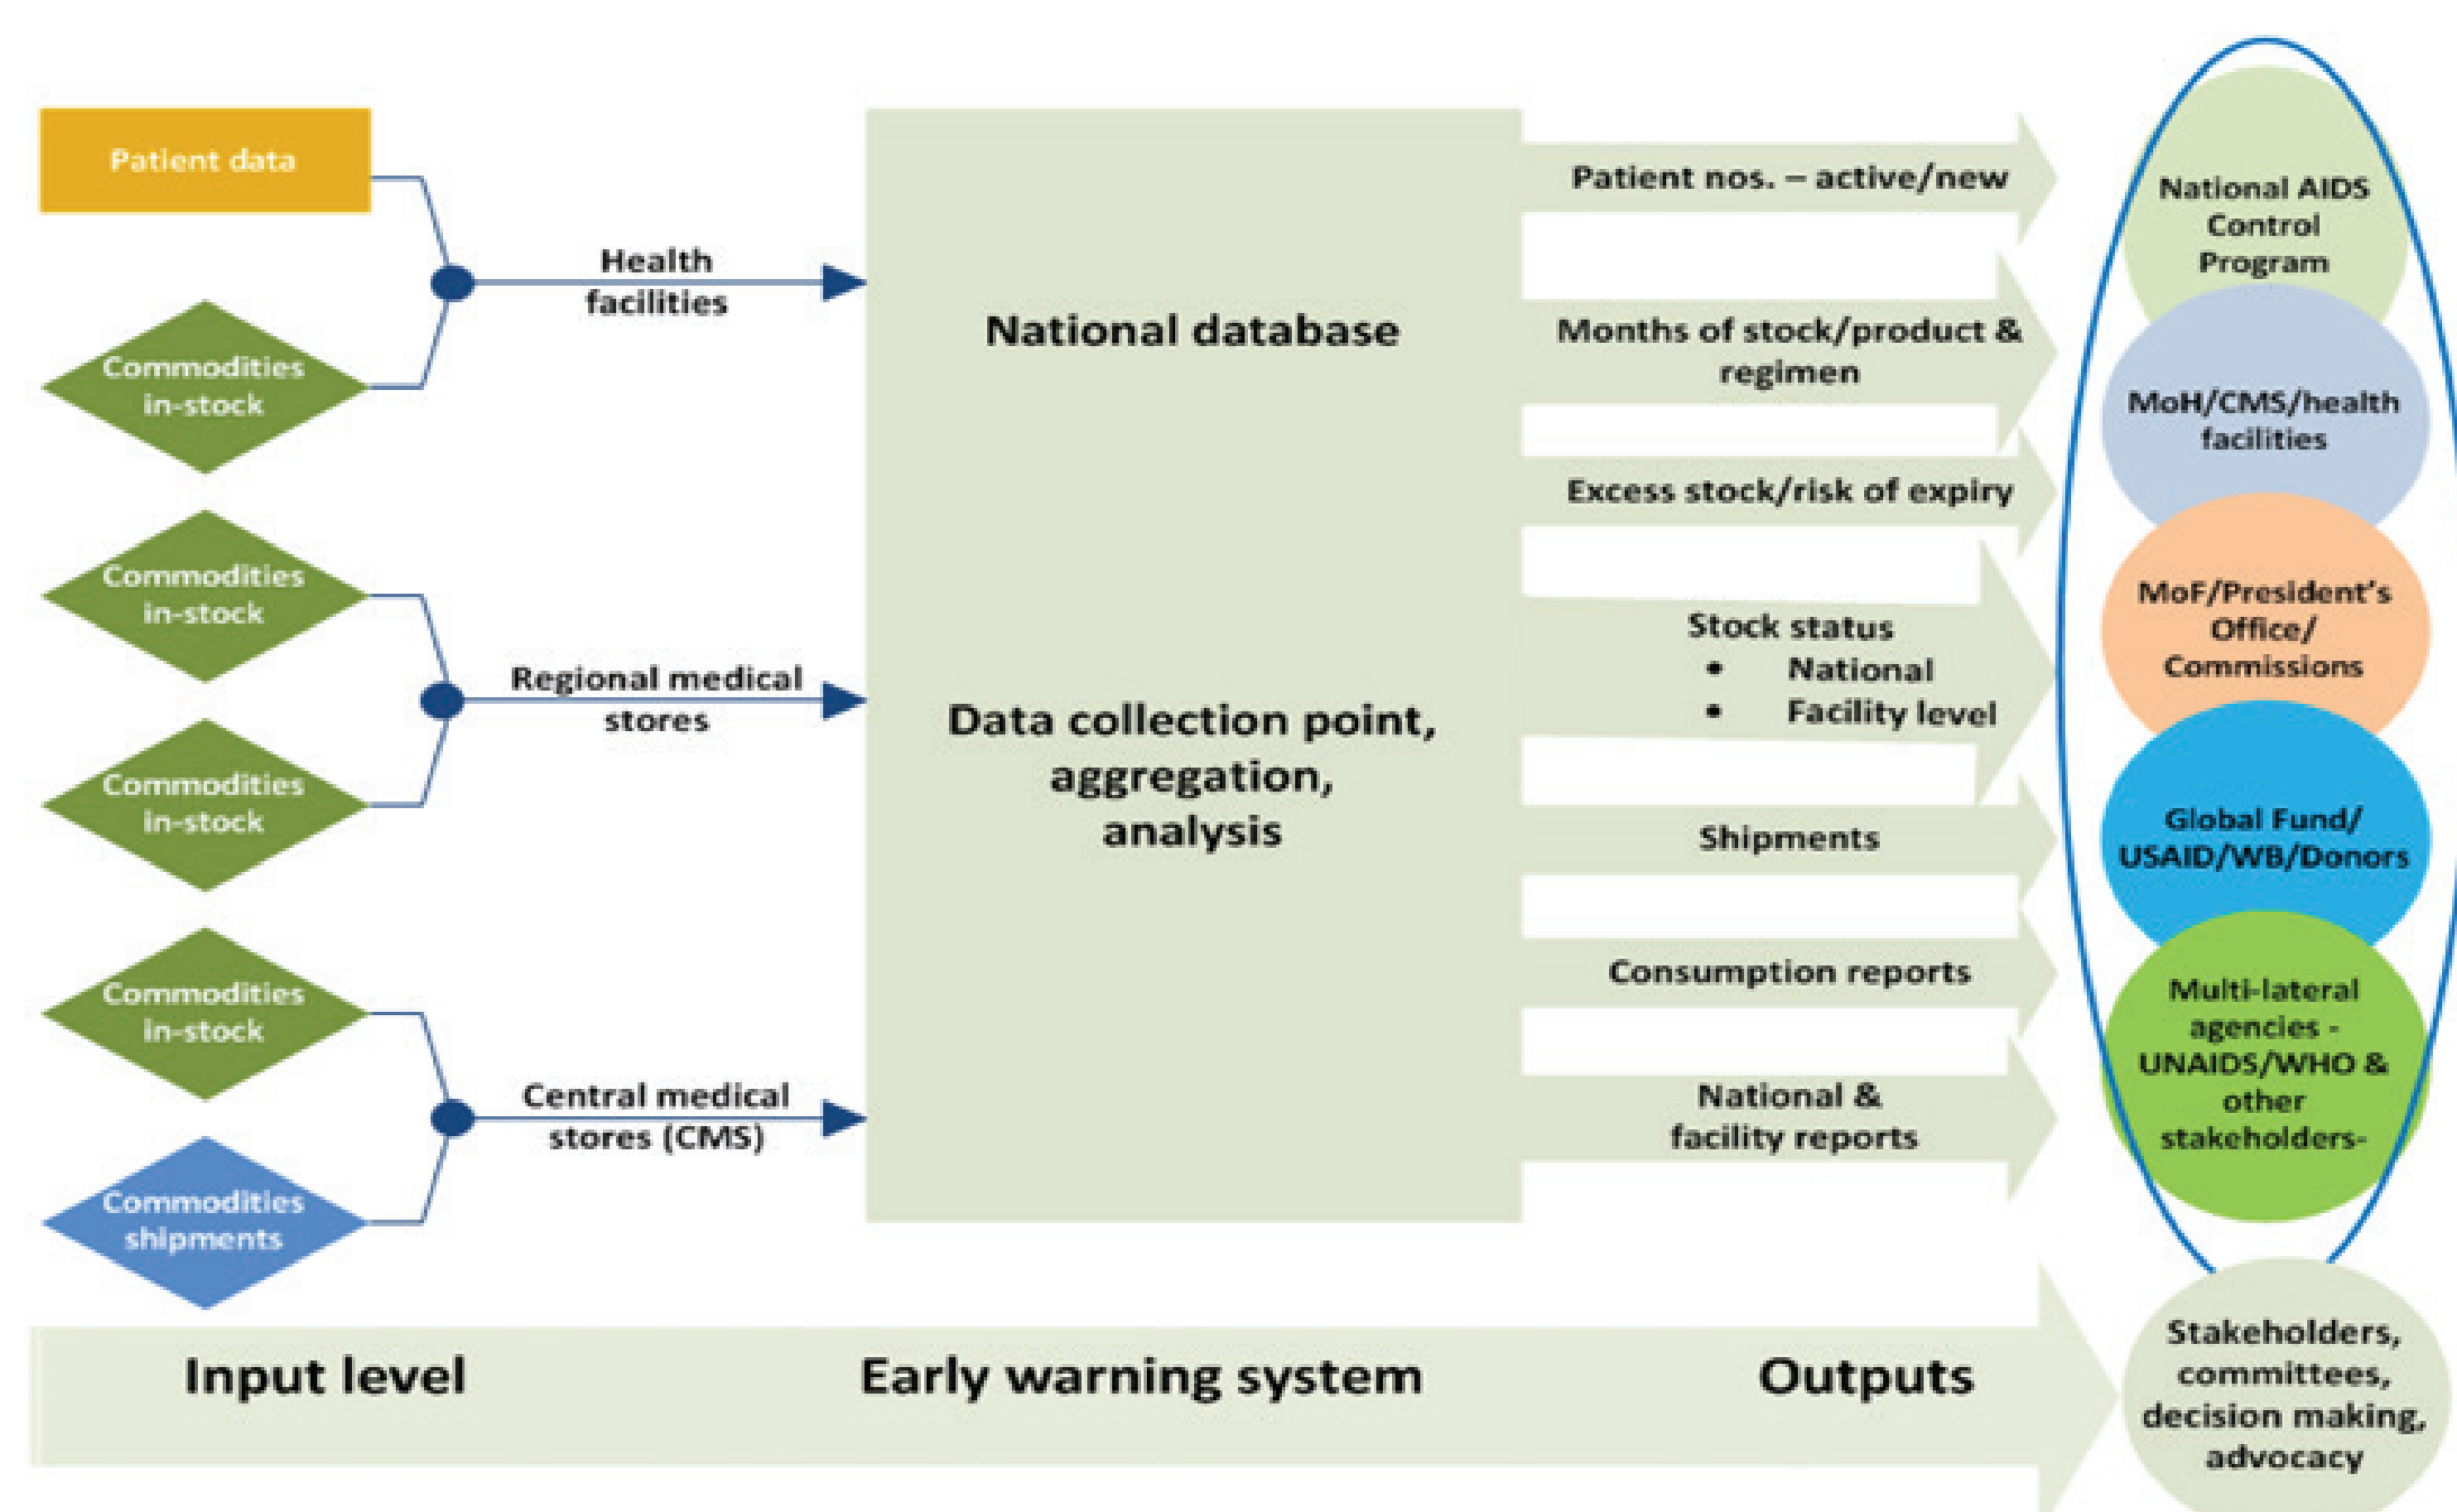 Patient data
Commodities
in-stock
Commodities
in-stock
Commodities
in-stock
Commodities
in-stock
Commodities
shipments
Health
facilities
Regional medical
stores
Central medical
stores (CMS)
National database
Data collection point,
aggregation,
analysis
Patient nos. – active/new
Months of stock/product &
regimen
Excess stock/risk of expiry
Stock status
• National
• Facility level
Shipments
Consumption reports
National &
facility reports
National AIDS
Control
Program
MoH/CMS/health
facilities
MoF/President's
Office/
Commissions
Global Fund/
USAID/WB/Donors
Multi-lateral
agencies -
UNAIDS/WHO &
other
stakeholders-
Input level
Early warning system
Outputs
Stakeholders,
committees,
decision making,
advocacy